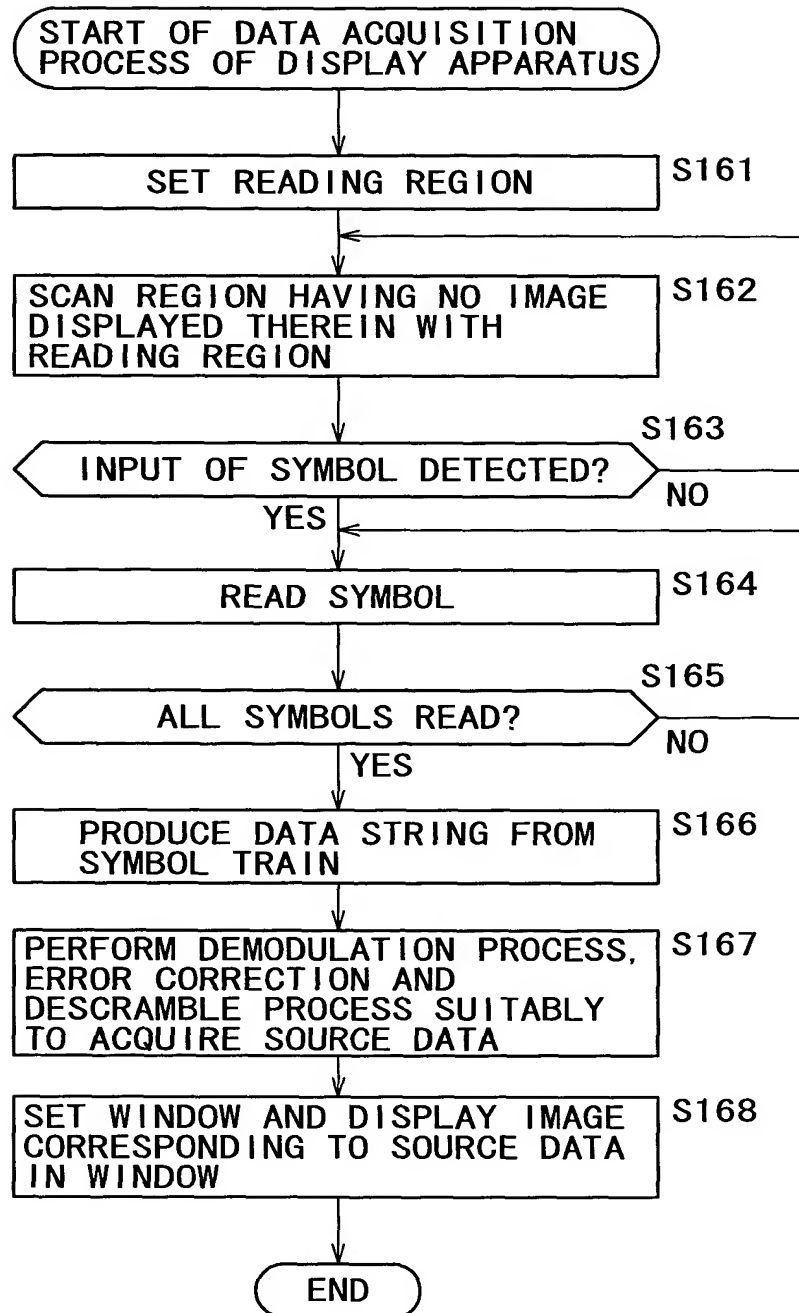 START OF DATA ACQUISITION
PROCESS OF DISPLAY APPARATUS
SET READING REGION
S161
SCAN REGION HAVING NO IMAGE
DISPLAYED THEREIN WITH
READING REGION
S162
S163
INPUT OF SYMBOL DETECTED?
NO
YES
READ SYMBOL
S164
S165
ALL SYMBOLS READ?
NO
YES
PRODUCE DATA STRING FROM
SYMBOL TRAIN
S166
PERFORM DEMODULATION PROCESS,
ERROR CORRECTION AND
DESCRAMBLE PROCESS SUITABLY
TO ACQUIRE SOURCE DATA
S167
SET WINDOW AND DISPLAY IMAGE
CORRESPONDING TO SOURCE DATA
IN WINDOW
S168
END